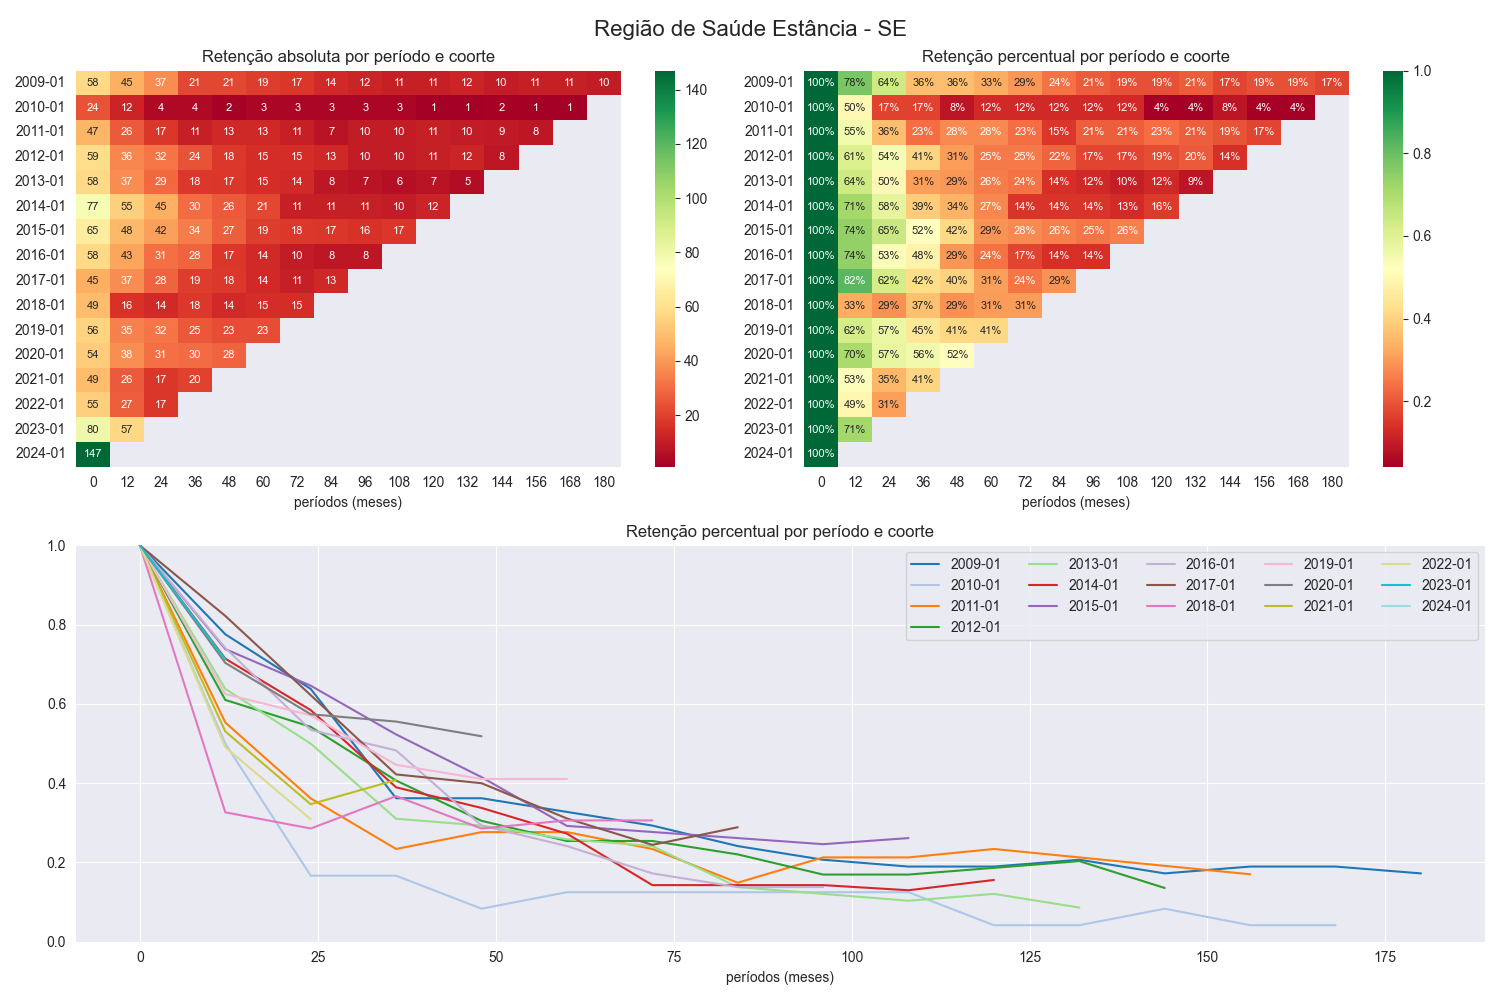 Região de Saúde Estância - SE
Retenção absoluta por período e coorte
2009-01 58 45 37 21 21 19 17 14 12 11 11 12 10 11 11 10
2010-01 24 12 4 4 2 3 3 3 3 3 1 1 2 1 1
2011-01 47 26 17 11 13 13 11 7 10 10 11 10 9 8
2012-01 59 36 32 24 18 15 15 13 10 10 11 12 8
2013-01 58 37 29 18 17 15 14 8 7 6 7 5
2014-01 77 55 45 30 26 21 11 11 11 10 12
2015-01 65 48 42 34 27 19 18 17 16 17
2016-01 58 43 31 28 17 14 10 8 8
2017-01 45 37 28 19 18 14 11 13
2018-01 49 16 14 18 14 15 15
2019-01 56 35 32 25 23 23
2020-01 54 38 31 30 28
2021-01 49 26 17 20
2022-01 55 27 17
2023-01 80 57
2024-01 147
0 12 24 36 48 60 72 84 96 108 120 132 144 156 168 180
períodos (meses)
140
120
100
80
60
40
20
Retenção percentual por período e coorte
2009-01 100% 78% 64% 36% 36% 33% 29% 24% 21% 19% 19% 21% 17% 19% 19% 17%
2010-01 100% 50% 17% 17% 8% 12% 12% 12% 12% 12% 4% 4% 8% 4% 4%
2011-01 100% 55% 36% 23% 28% 28% 23% 15% 21% 21% 23% 21% 19% 17%
2012-01 100% 61% 54% 41% 31% 25% 25% 22% 17% 17% 19% 20% 14%
2013-01 100% 64% 50% 31% 29% 26% 24% 14% 12% 10% 12% 9%
2014-01 100% 71% 58% 39% 34% 27% 14% 14% 14% 13% 16%
2015-01 100% 74% 65% 52% 42% 29% 28% 26% 25% 26%
2016-01 100% 74% 53% 48% 29% 24% 17% 14% 14%
2017-01 100% 82% 62% 42% 40% 31% 24% 29%
2018-01 100% 33% 29% 37% 29% 31% 31%
2019-01 100% 62% 57% 45% 41% 41%
2020-01 100% 70% 57% 56% 52%
2021-01 100% 53% 35% 41%
2022-01 100% 49% 31%
2023-01 100% 71%
2024-01 100%
0 12 24 36 48 60 72 84 96 108 120 132 144 156 168 180
períodos (meses)
1.0
0.8
0.6
0.4
0.2
Retenção percentual por período e coorte
1.0
0.8
0.6
0.4
0.2
0.0
2009-01 2013-01 2016-01 2019-01 2022-01
2010-01 2014-01 2017-01 2020-01 2023-01
2011-01 2015-01 2018-01 2021-01 2024-01
2012-01
0 25 50 75 100 125 150 175
períodos (meses)